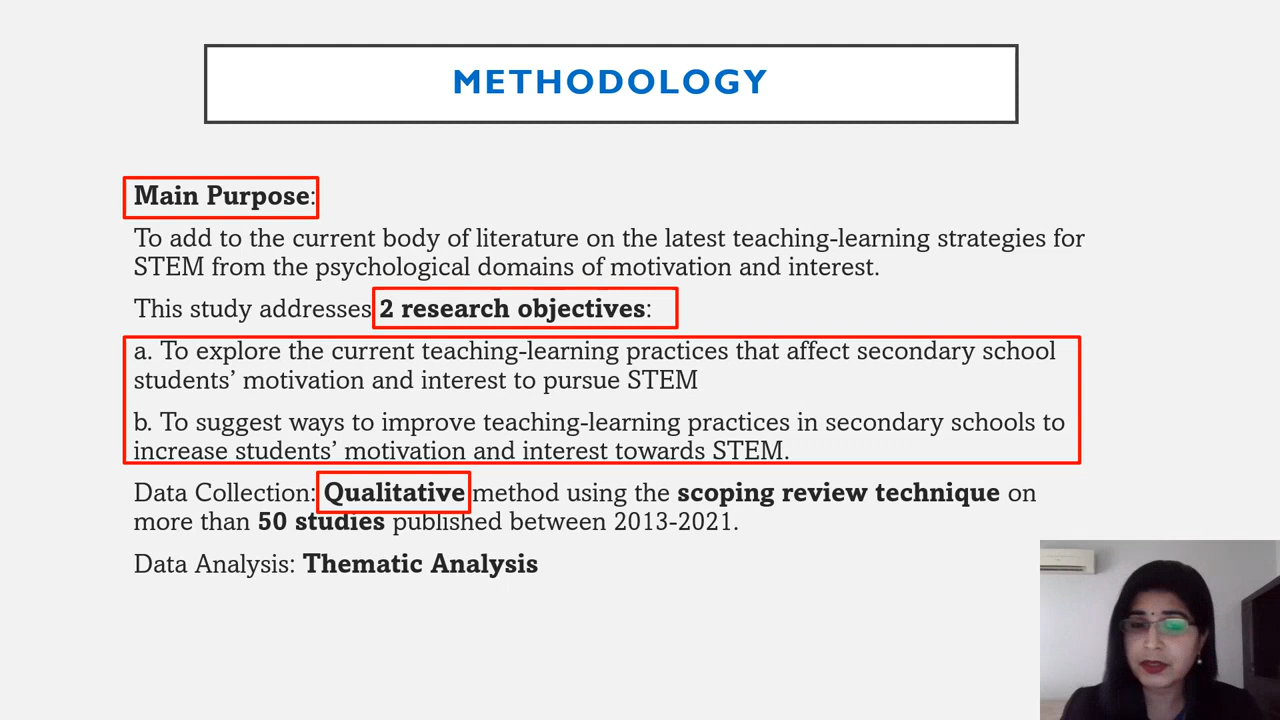 METHODOLOGY
Main Purpose:
To add to the current body of literature on the latest teaching-learning strategies for
STEM from the psychological domains of motivation and interest.
This study addresses 2 research objectives:
a. To explore the current teaching-learning practices that affect secondary school
students’ motivation and interest to pursue STEM
b. To suggest ways to improve teaching-learning practices in secondary schools to
increase students’ motivation and interest towards STEM.
Data Collection: Qualitative method using the scoping review technique on
more than 50 studies published between 2013-2021.
Data Analysis: Thematic Analysis